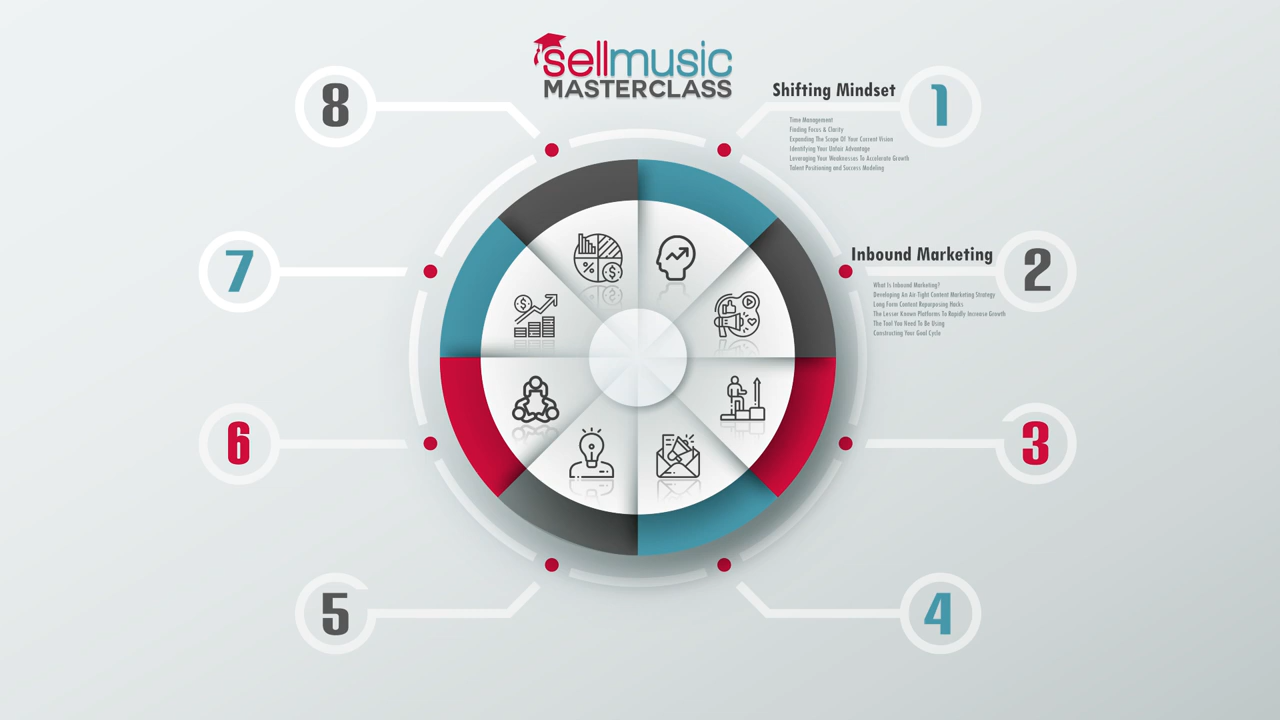 sellmusic
MASTERCLASS
8
Shifting Mindset
1
Time Management
Finding Focus & Clarity
Expanding The Scope Of Your Current Vision
Identifying Your Unfair Advantage
Leveraging Your Weaknesses To Accelerate Growth
Talent Positioning and Success Modeling
7
Inbound Marketing
2
What Is Inbound Marketing?
Developing An Air Tight Content Marketing Strategy
Long Form Content Repurposing Hacks
The Lesser Known Platforms To Rapidly Increase Growth
The Tool You Need To Be Using
Constructing Your Goal Cycle
%
$
$
6
3
5
4